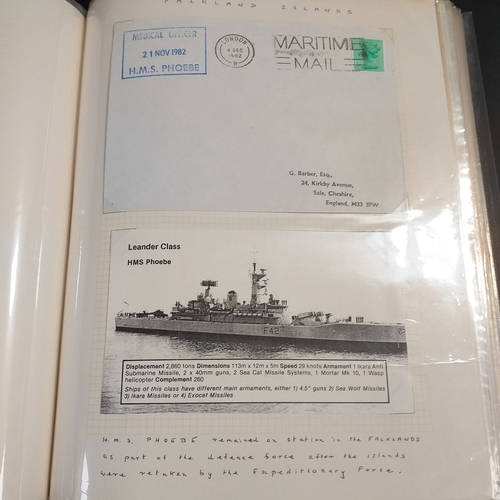 FALKLAND ISLANDS
MEDICAL OFFICER
21 NOV 1982
H.M.S. PHOEBE
LONDON
4 DEC
1982
MARITIME
MAIL
G. Barber, Esq.,
24, Kirkby Avenue,
Sale, Cheshire,
England, M33 3FW.
Leander Class
HMS Phoebe
F42
Displacement 2,860 tons Dimensions 113m x 12m x 5m Speed 29 knots Armament 1 Ikara Anti
Submarine Missile, 2 x 40mm guns, 2 Sea Cat Missile Systems, 1 Mortar Mk 10, 1 Wasp
helicopter Complement 260
Ships of this class have different main armaments, either 1) 4.5" guns 2) Sea Wolf Missiles
3) Ikara Missiles or 4) Exocet Missiles
H.M.S. PHOEBE remained on station in the FALKLANDS
as part of the defence force after the islands
were retaken by the Expeditionary Force.